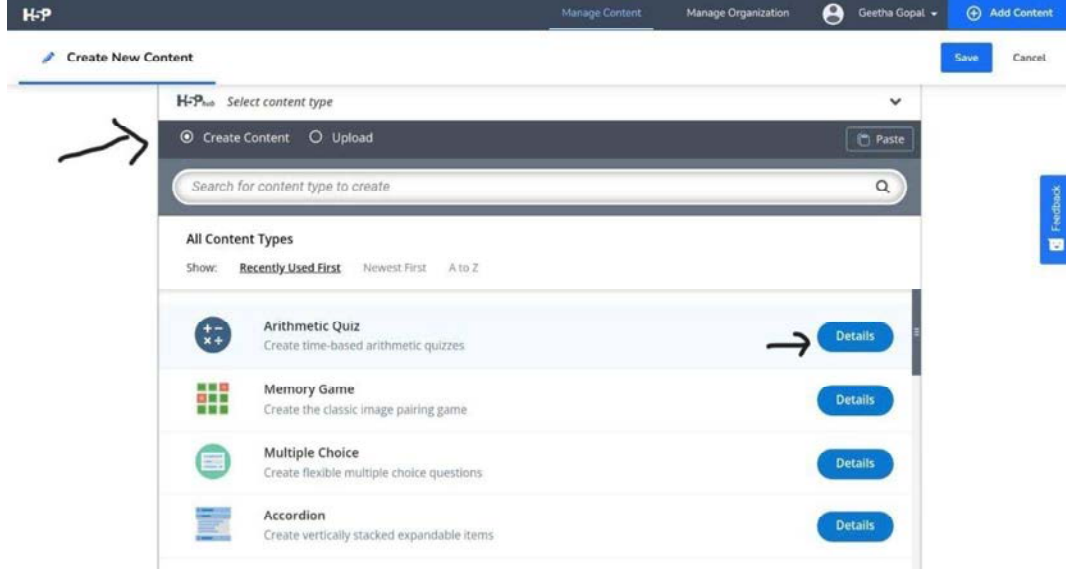 H5P Manage Content Manage Organization Geetha Gopal Add Content
Create New Content Save Cancel
H5P hub Select content type
Create Content Upload Paste
Search for content type to create
Feedback
All Content Types
Show: Recently Used First Newest First A to Z
Arithmetic Quiz
Create time-based arithmetic quizzes
Details
Memory Game
Create the classic image pairing game
Details
Multiple Choice
Create flexible multiple choice questions
Details
Accordion
Create vertically stacked expandable items
Details